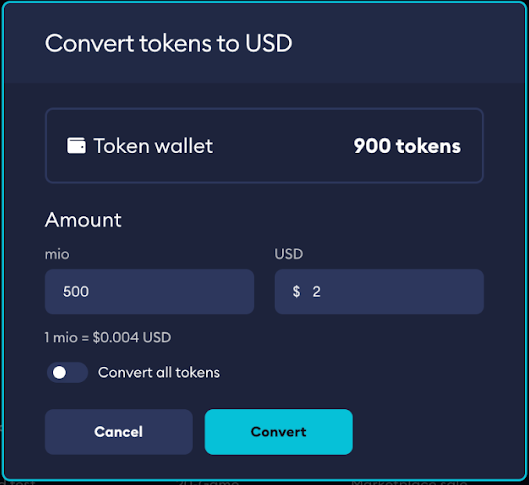 Convert tokens to USD
Token wallet 900 tokens
Amount
mio USD
500 $ 2
1 mio = $0.004 USD
Convert all tokens
Cancel Convert